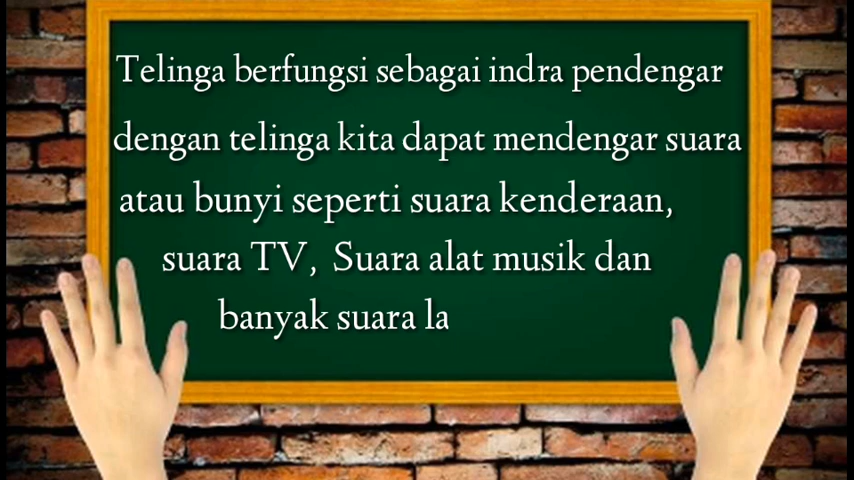 Telinga berfungsi sebagai indra pendengar
dengan telinga kita dapat mendengar suara
atau bunyi seperti suara kenderaan,
suara TV, Suara alat musik dan
banyak suara la